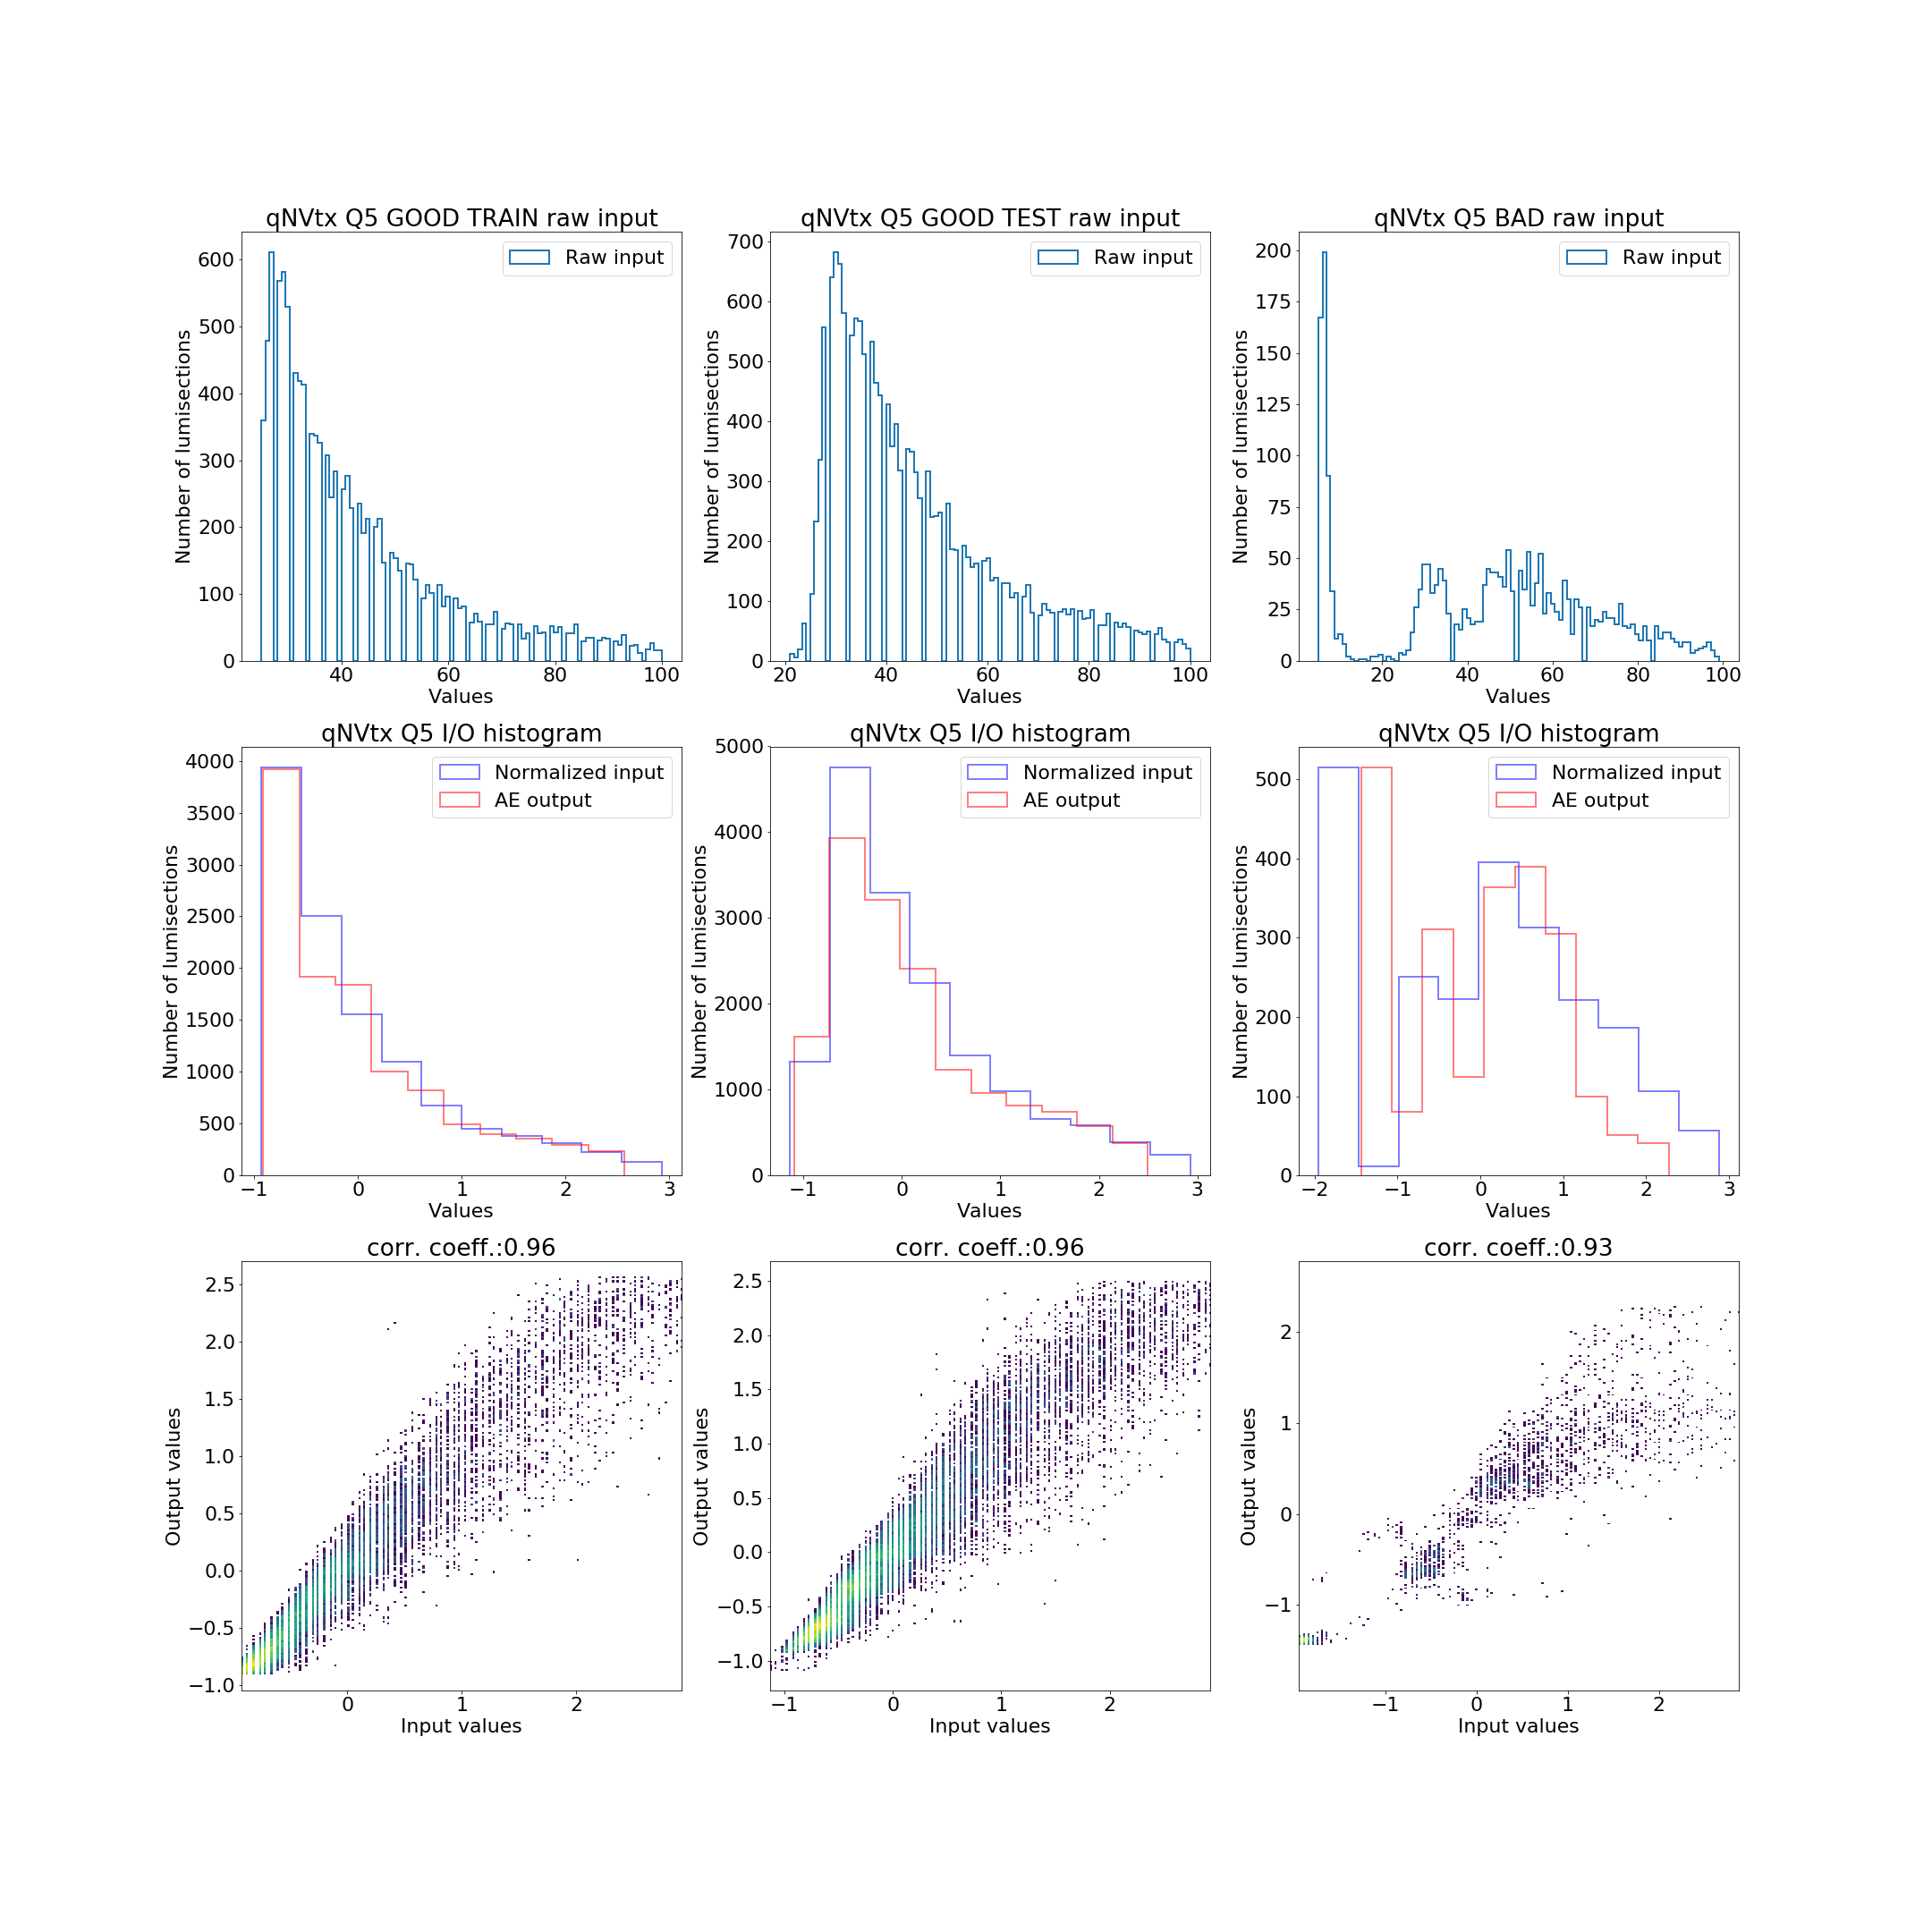 qNVtx Q5 GOOD TRAIN raw input
Raw input
Number of lumisections
600
500
400
300
200
100
0
40 60 80 100
Values
qNVtx Q5 GOOD TEST raw input
Raw input
Number of lumisections
700
600
500
400
300
200
100
0
20 40 60 80 100
Values
qNVtx Q5 BAD raw input
Raw input
Number of lumisections
200
175
150
125
100
75
50
25
0
20 40 60 80 100
Values
qNVtx Q5 I/O histogram
Normalized input
AE output
Number of lumisections
4000
3500
3000
2500
2000
1500
1000
500
0
−1 0 1 2 3
Values
qNVtx Q5 I/O histogram
Normalized input
AE output
Number of lumisections
5000
4000
3000
2000
1000
0
−1 0 1 2 3
Values
qNVtx Q5 I/O histogram
Normalized input
AE output
Number of lumisections
500
400
300
200
100
0
−2 −1 0 1 2 3
Values
corr. coeff.:0.96
Output values
2.5
2.0
1.5
1.0
0.5
0.0
−0.5
−1.0
0 1 2
Input values
corr. coeff.:0.96
Output values
2.5
2.0
1.5
1.0
0.5
0.0
−0.5
−1.0
−1 0 1 2
Input values
corr. coeff.:0.93
Output values
2
1
0
−1
−1 0 1 2
Input values